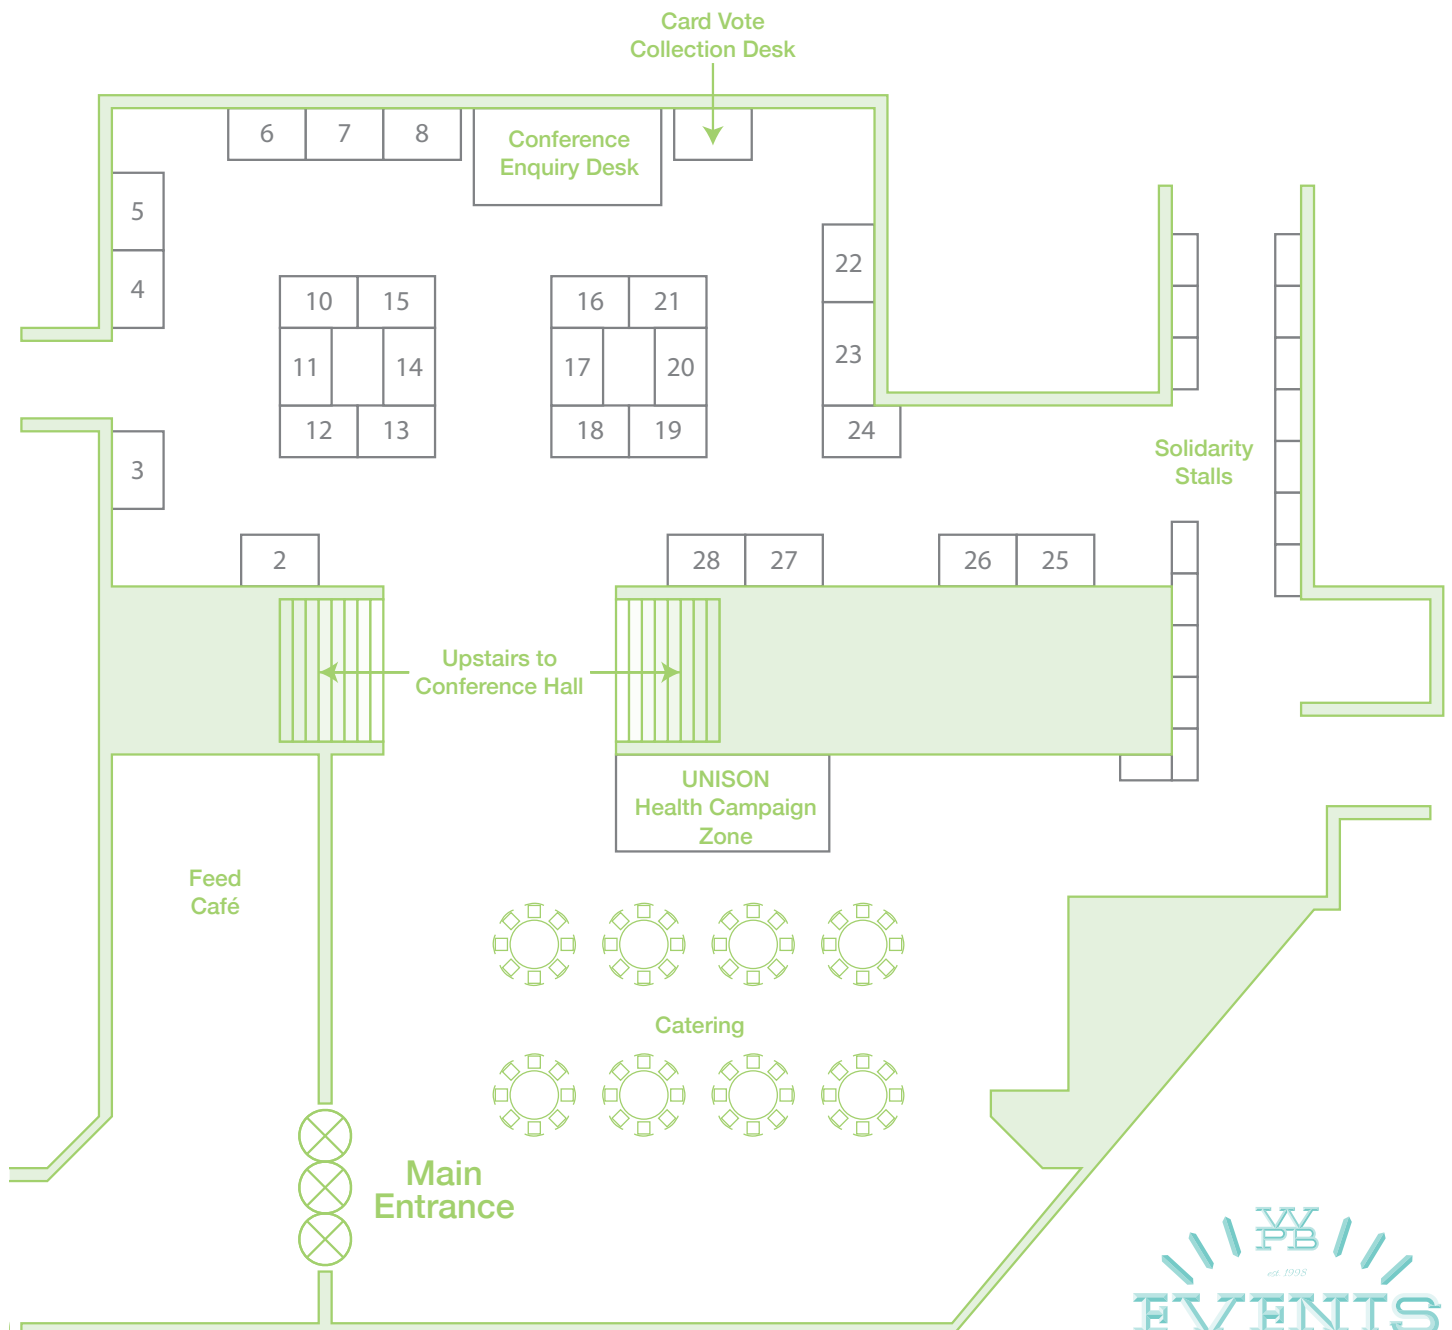 Card Vote
Collection Desk
6
7
8
Conference
Enquiry Desk
5
4
22
10
15
16
21
11
14
17
20
23
12
13
18
19
24
3
Solidarity
Stalls
2
28
27
26
25
Upstairs to
Conference Hall
UNISON
Health Campaign
Zone
Feed
Café
Catering
Main
Entrance
W
PB
est. 1998
EVENTS